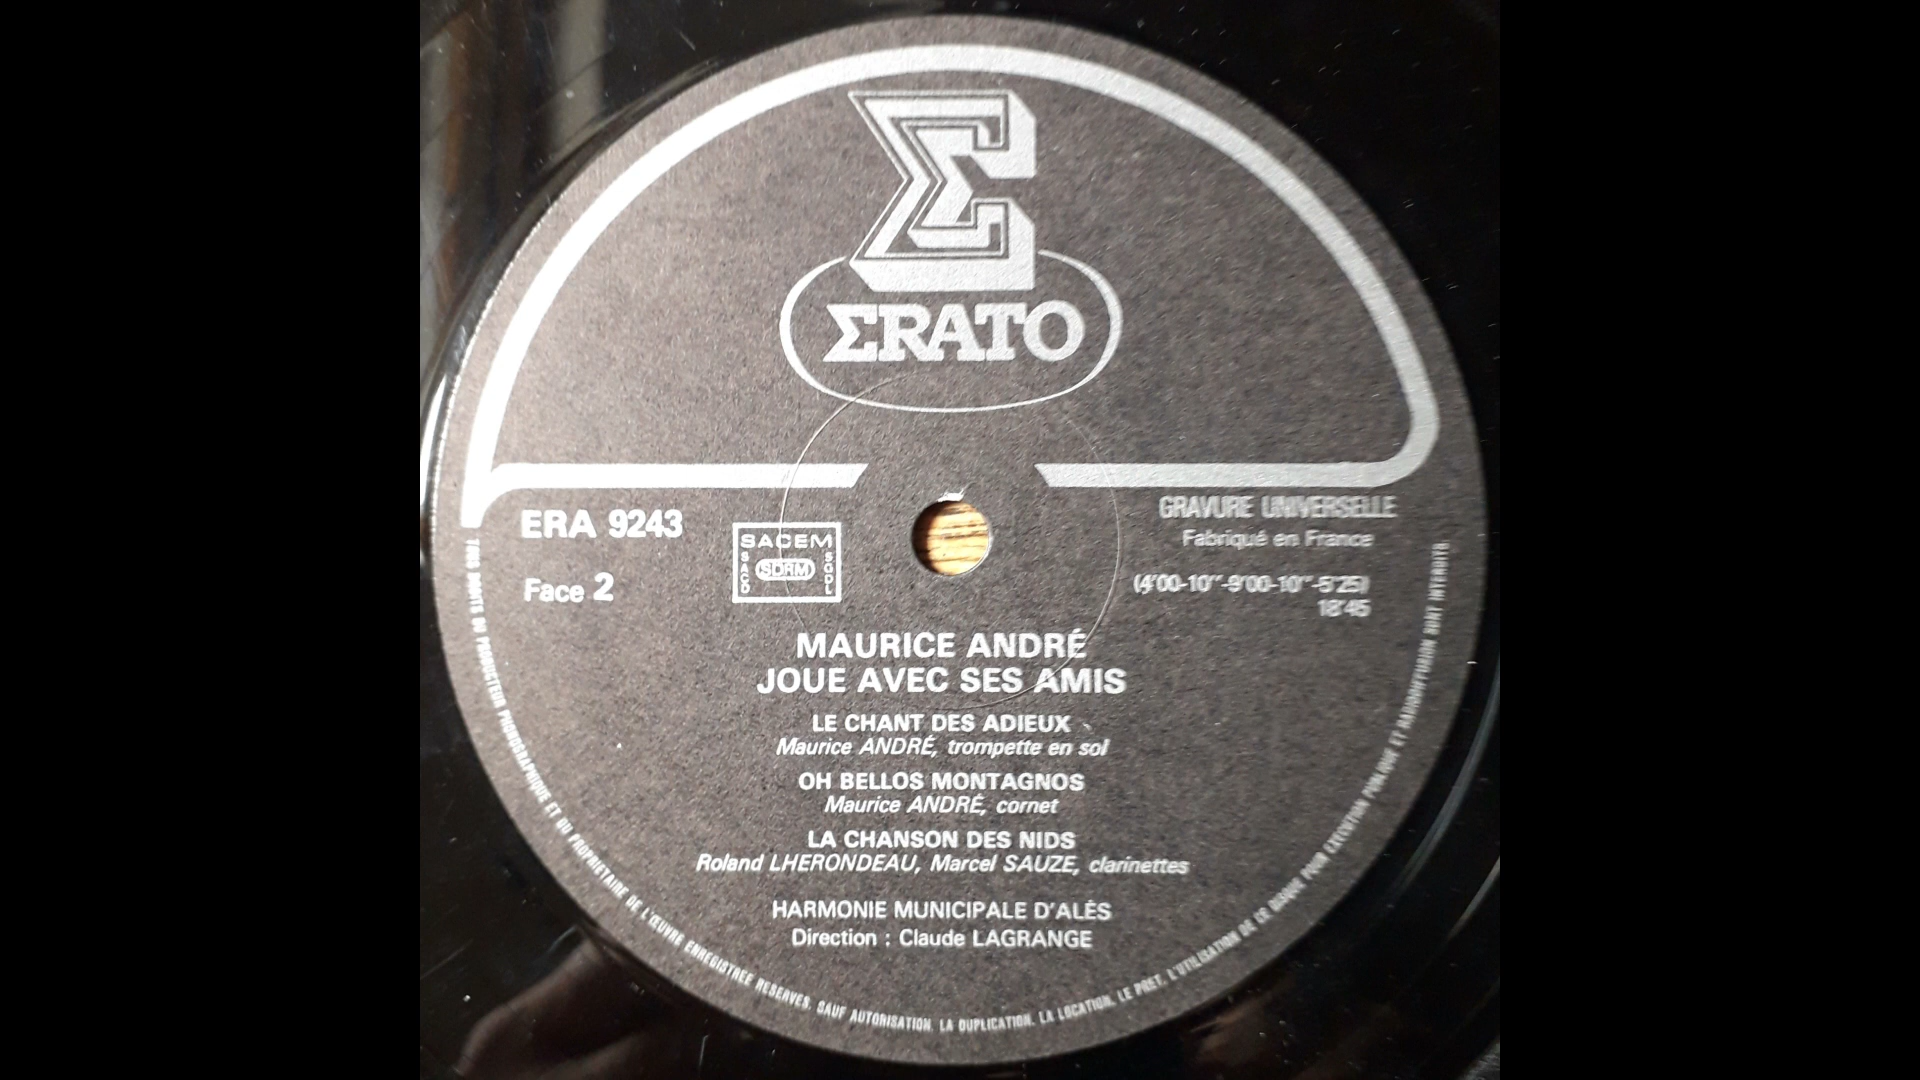 Σ
ΣRATO
ERA 9243
GRAVURE UNIVERSELLE
Fabriqué en France
Face 2
SACEM
SACD
SDRM
SGDL
(4'00-10"-9'00-10"-5'25)
18'45
MAURICE ANDRÉ
JOUE AVEC SES AMIS
LE CHANT DES ADIEUX
Maurice ANDRÉ, trompette en sol
OH BELLOS MONTAGNOS
Maurice ANDRÉ, cornet
LA CHANSON DES NIDS
Roland LHERONDEAU, Marcel SAUZE, clarinettes
HARMONIE MUNICIPALE D'ALÈS
Direction : Claude LAGRANGE
TOUS DROITS DU PRODUCTEUR PHONOGRAPHIQUE ET DU PROPRIETAIRE DE L'ŒUVRE ENREGISTREE RESERVES. SAUF AUTORISATION, LA DUPLICATION, LA LOCATION, LE PRET, L'UTILISATION DE CE DISQUE POUR EXECUTION PUBLIQUE ET RADIODIFFUSION SONT INTERDITS.